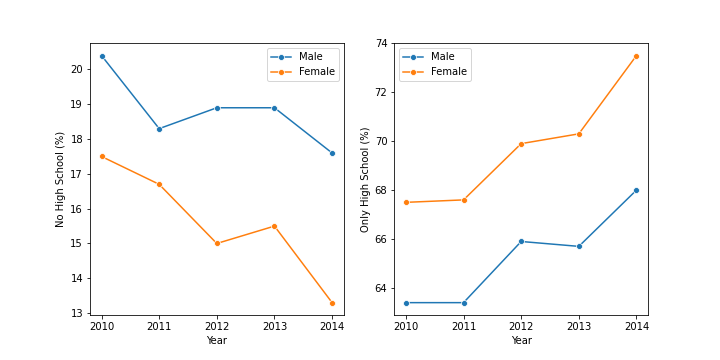 No High School (%)
20
19
18
17
16
15
14
13
Male
Female
2010 2011 2012 2013 2014
Year
Only High School (%)
74
72
70
68
66
64
Male
Female
2010 2011 2012 2013 2014
Year